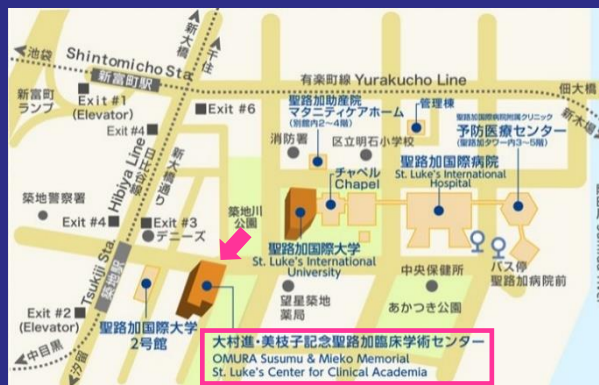 池袋
新大橋
千住
Shintomicho Sta.
新富町駅
有楽町線 Yurakucho Line
佃大橋
新木場
新富町
ランプ
Exit #1
(Elevator)
Exit #6
聖路加助産院
マタニティケアホーム
(別館内2~4階)
管理棟
聖路加国際病院附属クリニック
予防医療センター
(聖路加タワー内3~5階)
Exit #4
Hibiya Line
日比谷線
新大橋通り
消防署
区立明石小学校
チャペル
Chapel
聖路加国際病院
St. Luke's International
Hospital
築地警察署
Exit #4
Exit #3
デニーズ
築地川
公園
聖路加国際大学
St. Luke's International
University
Tsukiji Sta.
築地駅
中央保健所
バス停
聖路加病院前
あかつき公園
望星築地
薬局
Exit #2
(Elevator)
聖路加国際大学
2号館
中目黒
汐留
大村進・美枝子記念聖路加臨床学術センター
OMURA Susumu & Mieko Memorial
St. Luke's Center for Clinical Academia